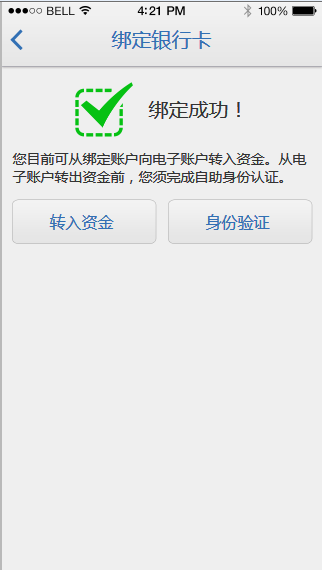 BELL 4:21 PM 100%
绑定银行卡
绑定成功！
您目前可从绑定账户向电子账户转入资金。从电
子账户转出资金前，您须完成自助身份认证。
转入资金 身份验证